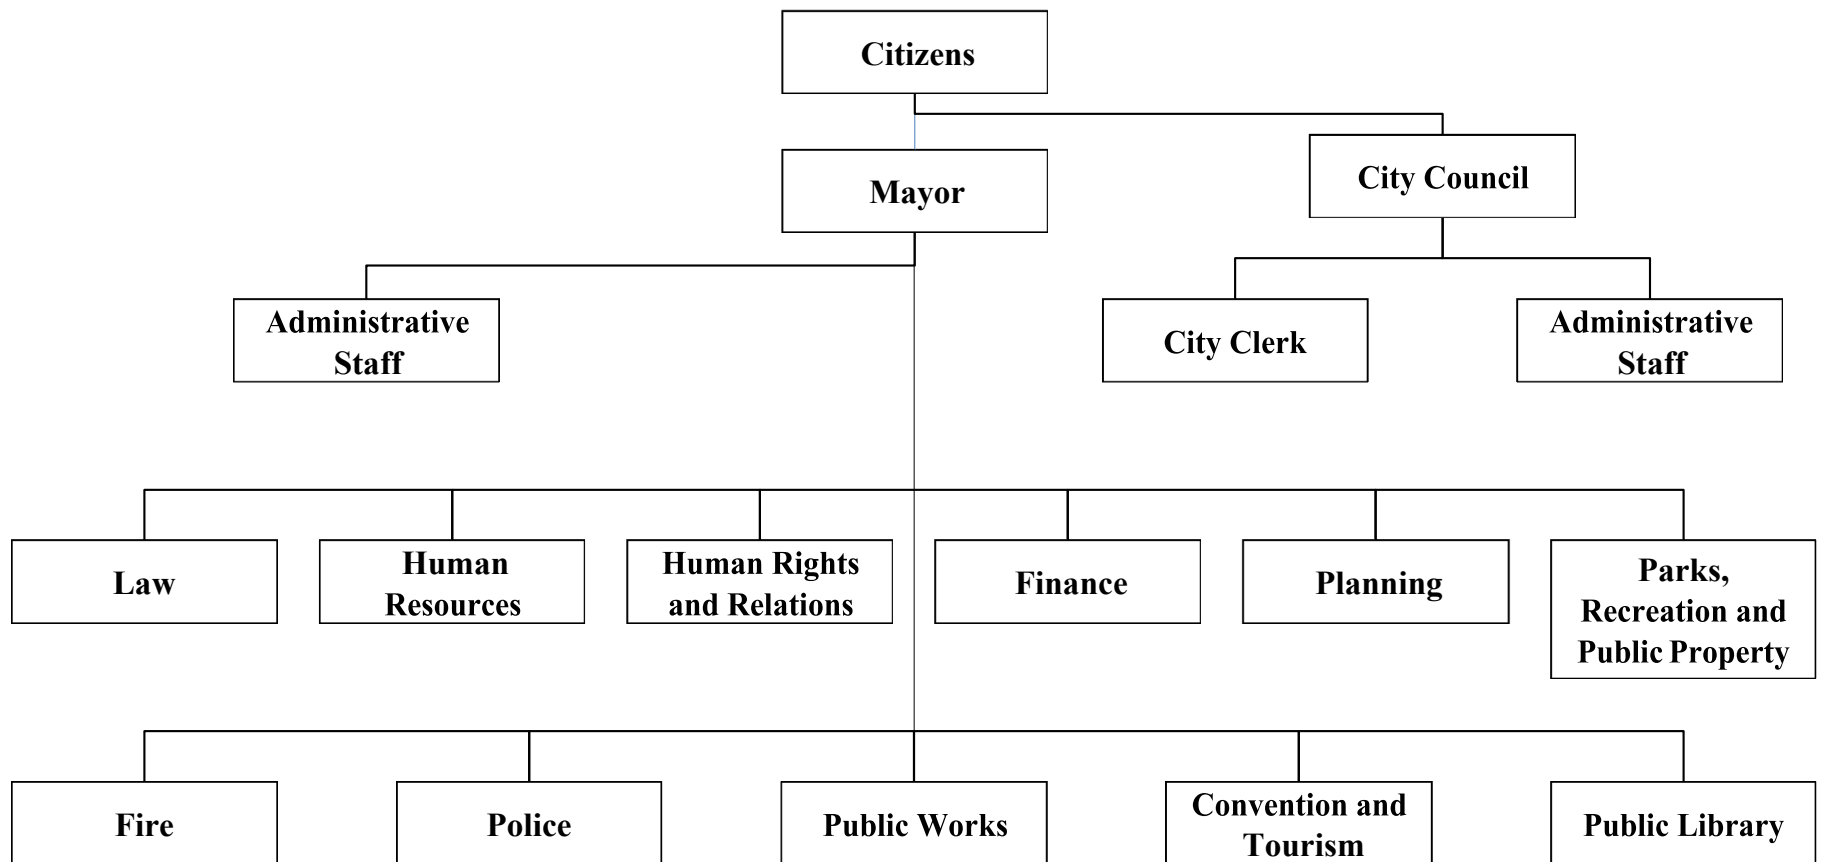 Citizens
Mayor
City Council
Administrative
Staff
City Clerk
Administrative
Staff
Law
Human
Resources
Human Rights
and Relations
Finance
Planning
Parks,
Recreation and
Public Property
Fire
Police
Public Works
Convention and
Tourism
Public Library